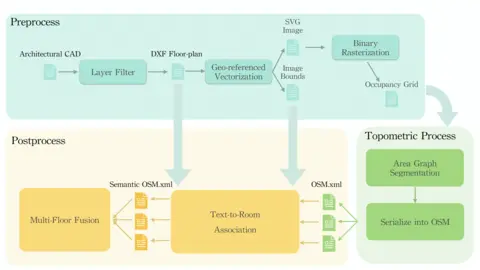 Preprocess
SVG
Image
Architectural CAD
Layer Filter
DXF Floor-plan
Geo-referenced
Vectorization
Binary
Rasterization
Image
Bounds
Occupancy Grid
Postprocess
Topometric Process
Area Graph
Segmentation
Serialize into OSM
OSM.xml
Text-to-Room
Association
Semantic OSM.xml
Multi-Floor Fusion